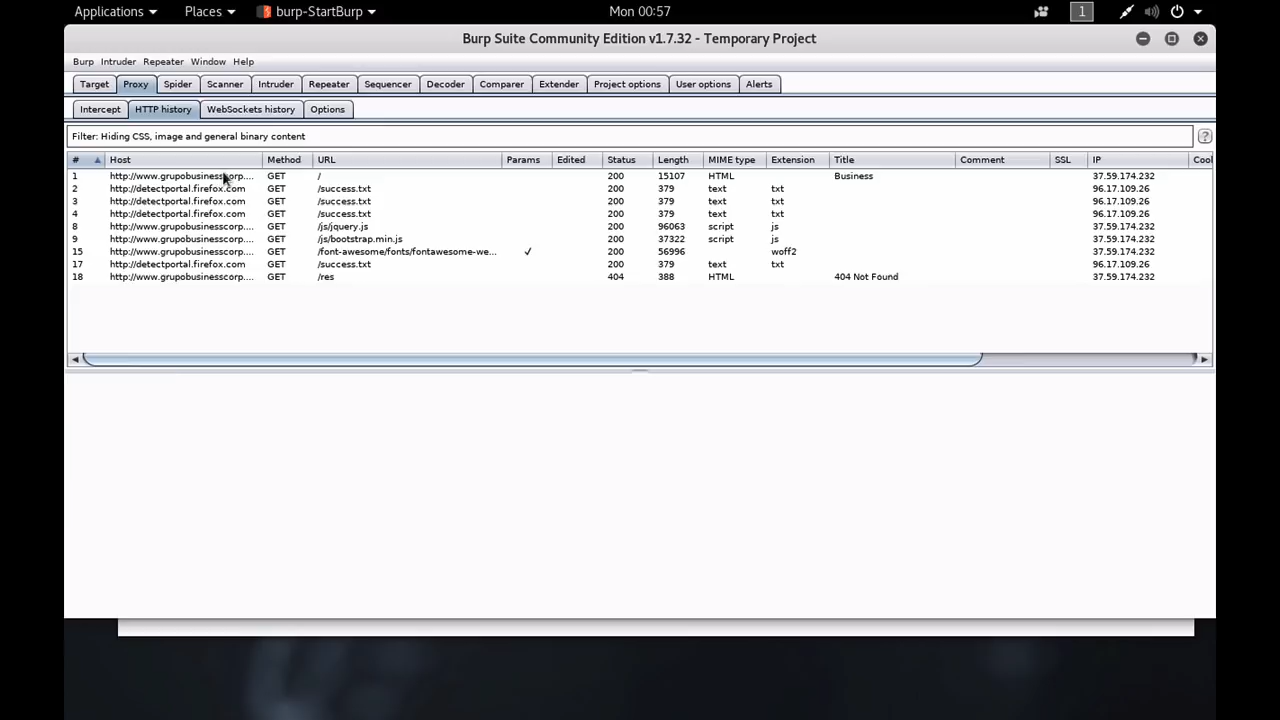 Applications Places burp-StartBurp Mon 00:57 1
Burp Suite Community Edition v1.7.32 - Temporary Project
Burp Intruder Repeater Window Help
Target Proxy Spider Scanner Intruder Repeater Sequencer Decoder Comparer Extender Project options User options Alerts
Intercept HTTP history WebSockets history Options
Filter: Hiding CSS, image and general binary content ?
# Host Method URL Params Edited Status Length MIME type Extension Title Comment SSL IP Cool
1 http://www.grupobusinesscorp.... GET / 200 15107 HTML Business 37.59.174.232
2 http://detectportal.firefox.com GET /success.txt 200 379 text txt 96.17.109.26
3 http://detectportal.firefox.com GET /success.txt 200 379 text txt 96.17.109.26
4 http://detectportal.firefox.com GET /success.txt 200 379 text txt 96.17.109.26
8 http://www.grupobusinesscorp.... GET /js/jquery.js 200 96063 script js 37.59.174.232
9 http://www.grupobusinesscorp.... GET /js/bootstrap.min.js 200 37322 script js 37.59.174.232
15 http://www.grupobusinesscorp.... GET /font-awesome/fonts/fontawesome-we... ✓ 200 56996 woff2 37.59.174.232
17 http://detectportal.firefox.com GET /success.txt 200 379 text txt 96.17.109.26
18 http://www.grupobusinesscorp.... GET /res 404 388 HTML 404 Not Found 37.59.174.232